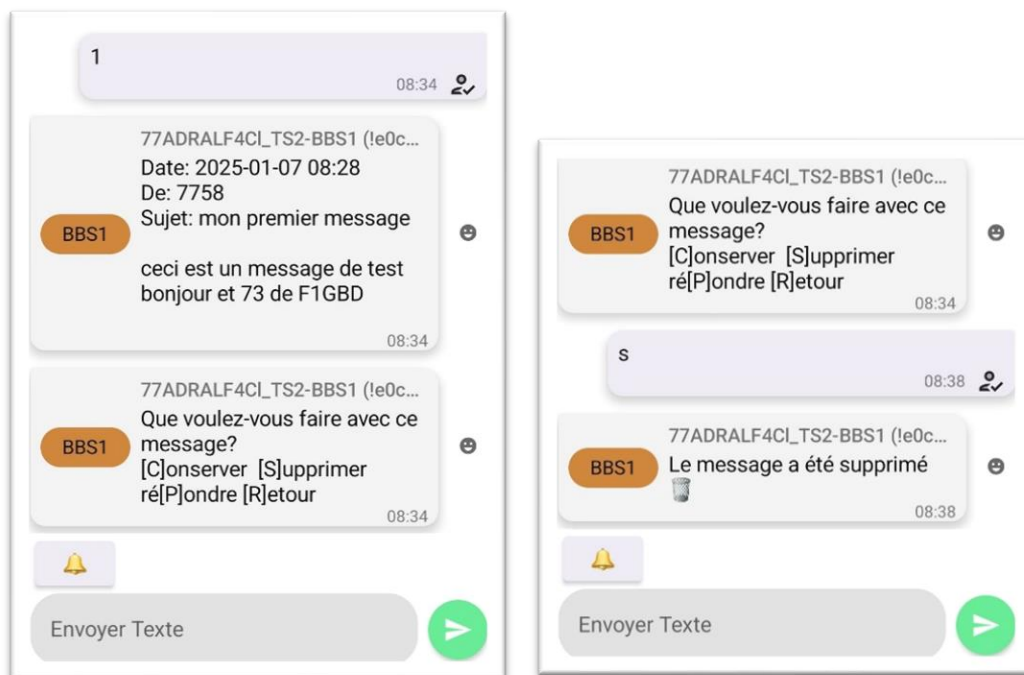 1
08:34
77ADRALF4Cl_TS2-BBS1 (!e0c...
Date: 2025-01-07 08:28
De: 7758
Sujet: mon premier message
BBS1
ceci est un message de test
bonjour et 73 de F1GBD
08:34
77ADRALF4Cl_TS2-BBS1 (!e0c...
Que voulez-vous faire avec ce
BBS1
message?
[C]onserver [S]upprimer
ré[P]ondre [R]etour
08:34
Envoyer Texte
77ADRALF4Cl_TS2-BBS1 (!e0c...
Que voulez-vous faire avec ce
BBS1
message?
[C]onserver [S]upprimer
ré[P]ondre [R]etour
08:34
s
08:38
77ADRALF4Cl_TS2-BBS1 (!e0c...
BBS1
Le message a été supprimé
08:38
Envoyer Texte